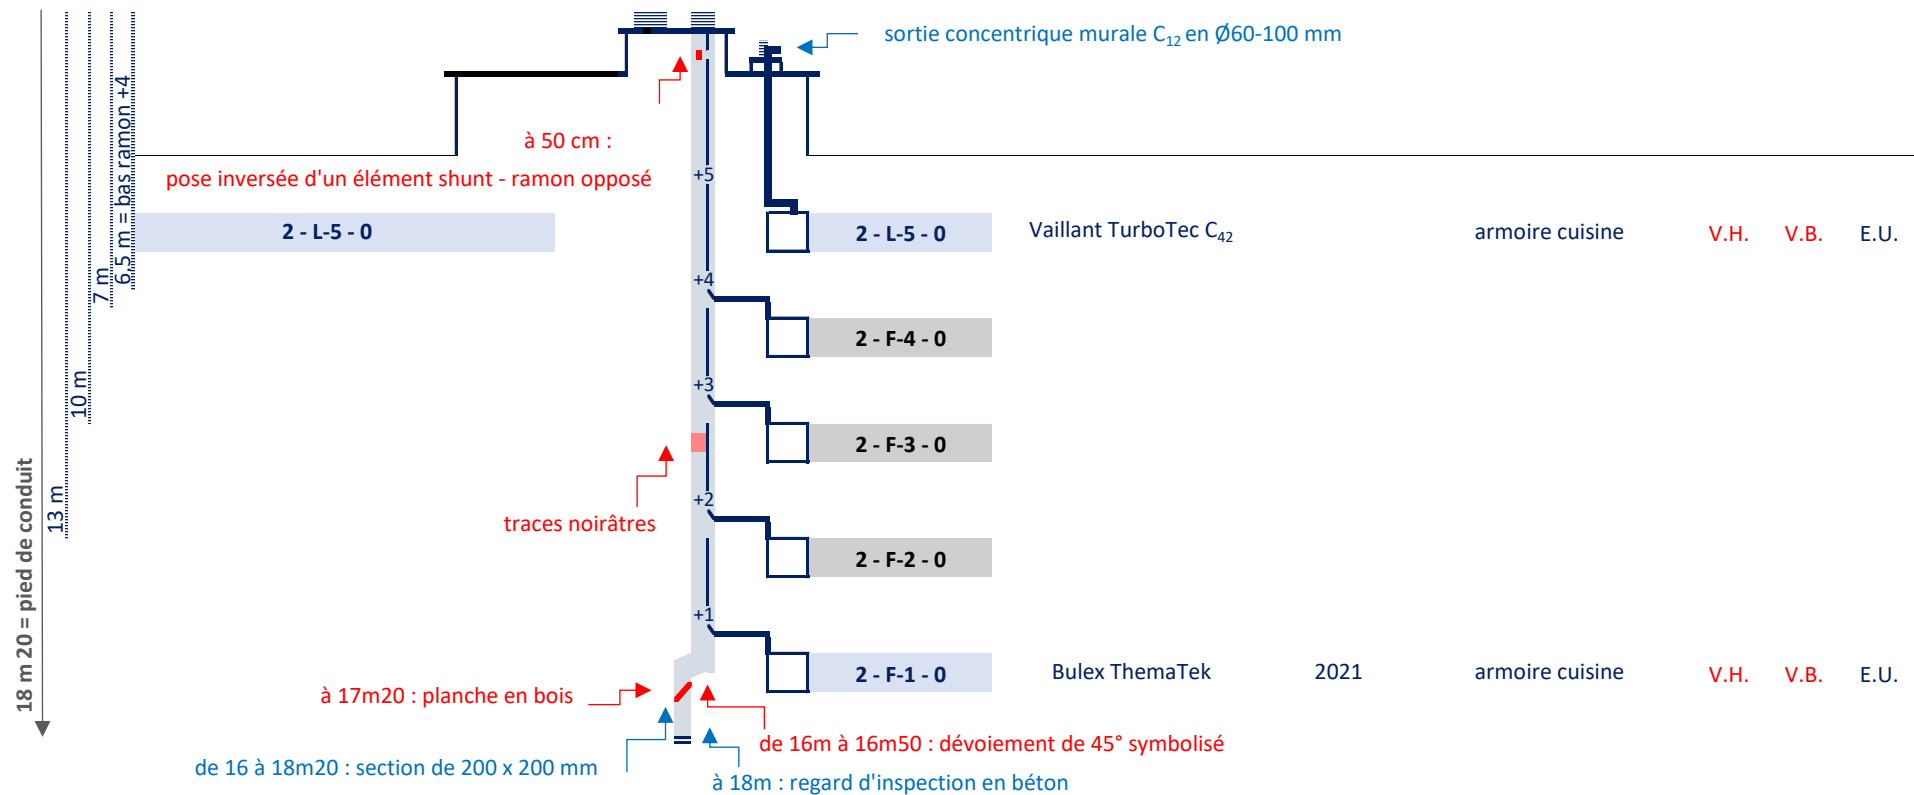 sortie concentrique murale C12 en Ø60-100 mm
à 50 cm :
pose inversée d'un élément shunt - ramon opposé
6,5 m = bas ramon +4
7 m
10 m
13 m
18 m 20 = pied de conduit
+5
2 - L-5 - 0
2 - L-5 - 0
Vaillant TurboTec C42
armoire cuisine
V.H.
V.B.
E.U.
+4
2 - F-4 - 0
+3
2 - F-3 - 0
traces noirâtres
+2
2 - F-2 - 0
+1
2 - F-1 - 0
Bulex ThemaTek
2021
armoire cuisine
V.H.
V.B.
E.U.
à 17m20 : planche en bois
de 16m à 16m50 : dévoiement de 45° symbolisé
de 16 à 18m20 : section de 200 x 200 mm
à 18m : regard d'inspection en béton